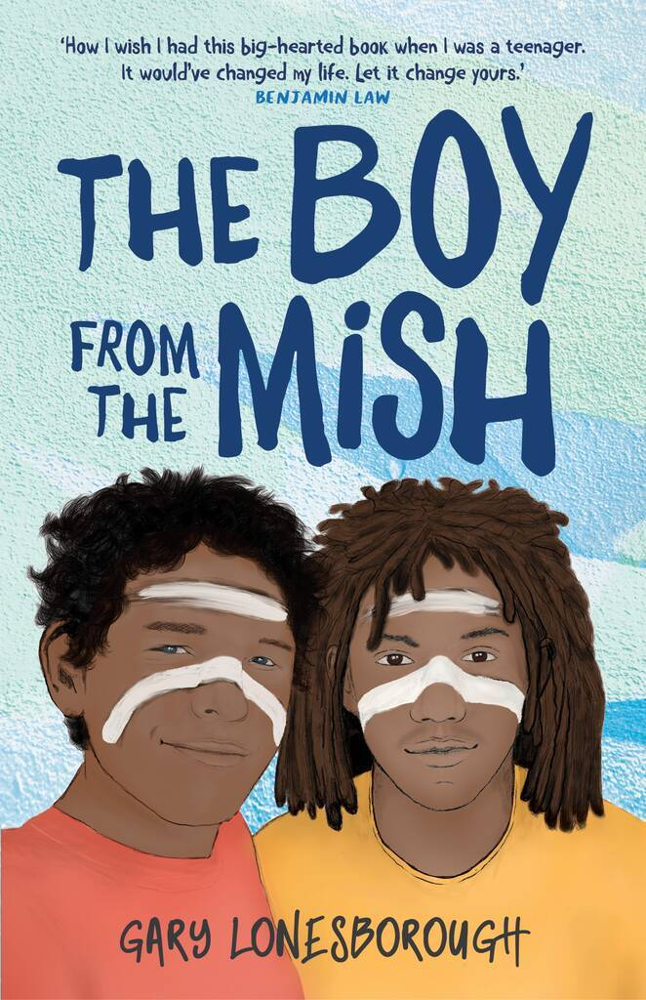 'How I wish I had this big-hearted book when I was a teenager.
It would've changed my life. Let it change yours.'
BENJAMIN LAW
THE BOY
FROM THE MiSH
GARY LONESBOROUGH